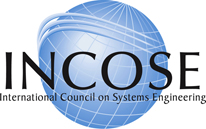 INCOSE
International Council on Systems Engineering